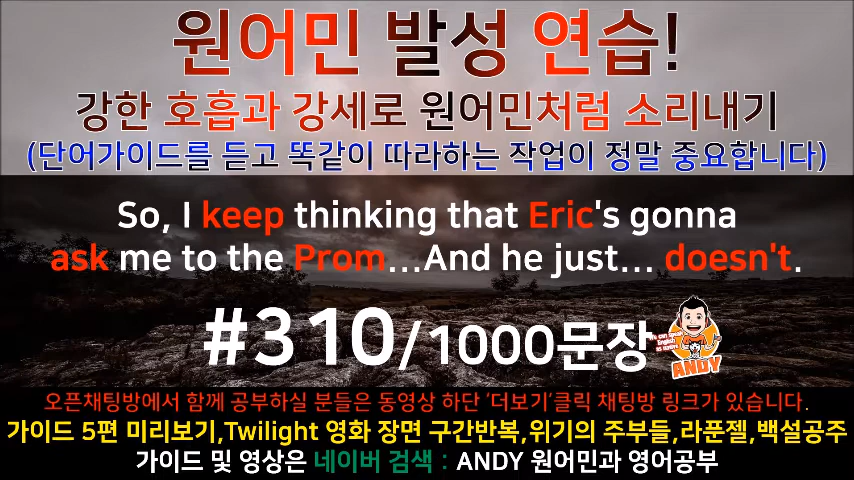 원어민 발성 연습!
강한 호흡과 강세로 원어민처럼 소리내기
(단어가이드를 듣고 똑같이 따라하는 작업이 정말 중요합니다)
So, I keep thinking that Eric's gonna
ask me to the Prom...And he just... doesn't.
#310/1000문장
We can speak
English
as native
ANDY
오픈채팅방에서 함께 공부하실 분들은 동영상 하단 '더보기'클릭 채팅방 링크가 있습니다.
가이드 5편 미리보기,Twilight 영화 장면 구간반복,위기의 주부들,라푼젤,백설공주
가이드 및 영상은 네이버 검색 : ANDY 원어민과 영어공부